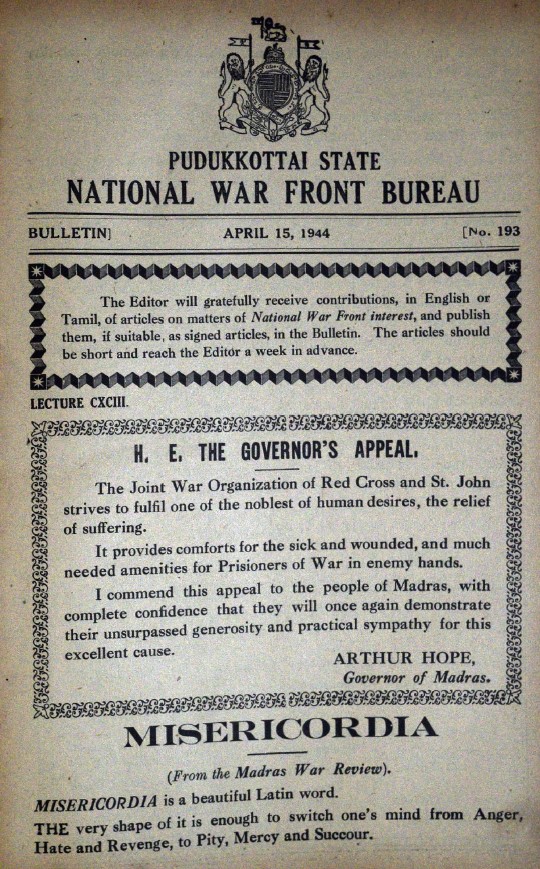 PUDUKKOTTAI STATE
NATIONAL WAR FRONT BUREAU
BULLETIN] APRIL 15, 1944 [No. 193
The Editor will gratefully receive contributions, in English or
Tamil, of articles on matters of National War Front interest, and publish
them, if suitable, as signed articles, in the Bulletin. The articles should
be short and reach the Editor a week in advance.
LECTURE CXCIII.
H. E. THE GOVERNOR'S APPEAL.
The Joint War Organization of Red Cross and St. John
strives to fulfil one of the noblest of human desires, the relief
of suffering.
It provides comforts for the sick and wounded, and much
needed amenities for Prisioners of War in enemy hands.
I commend this appeal to the people of Madras, with
complete confidence that they will once again demonstrate
their unsurpassed generosity and practical sympathy for this
excellent cause.
ARTHUR HOPE,
Governor of Madras.
MISERICORDIA
(From the Madras War Review).
MISERICORDIA is a beautiful Latin word.
THE very shape of it is enough to switch one's mind from Anger,
Hate and Revenge, to Pity, Mercy and Succour.